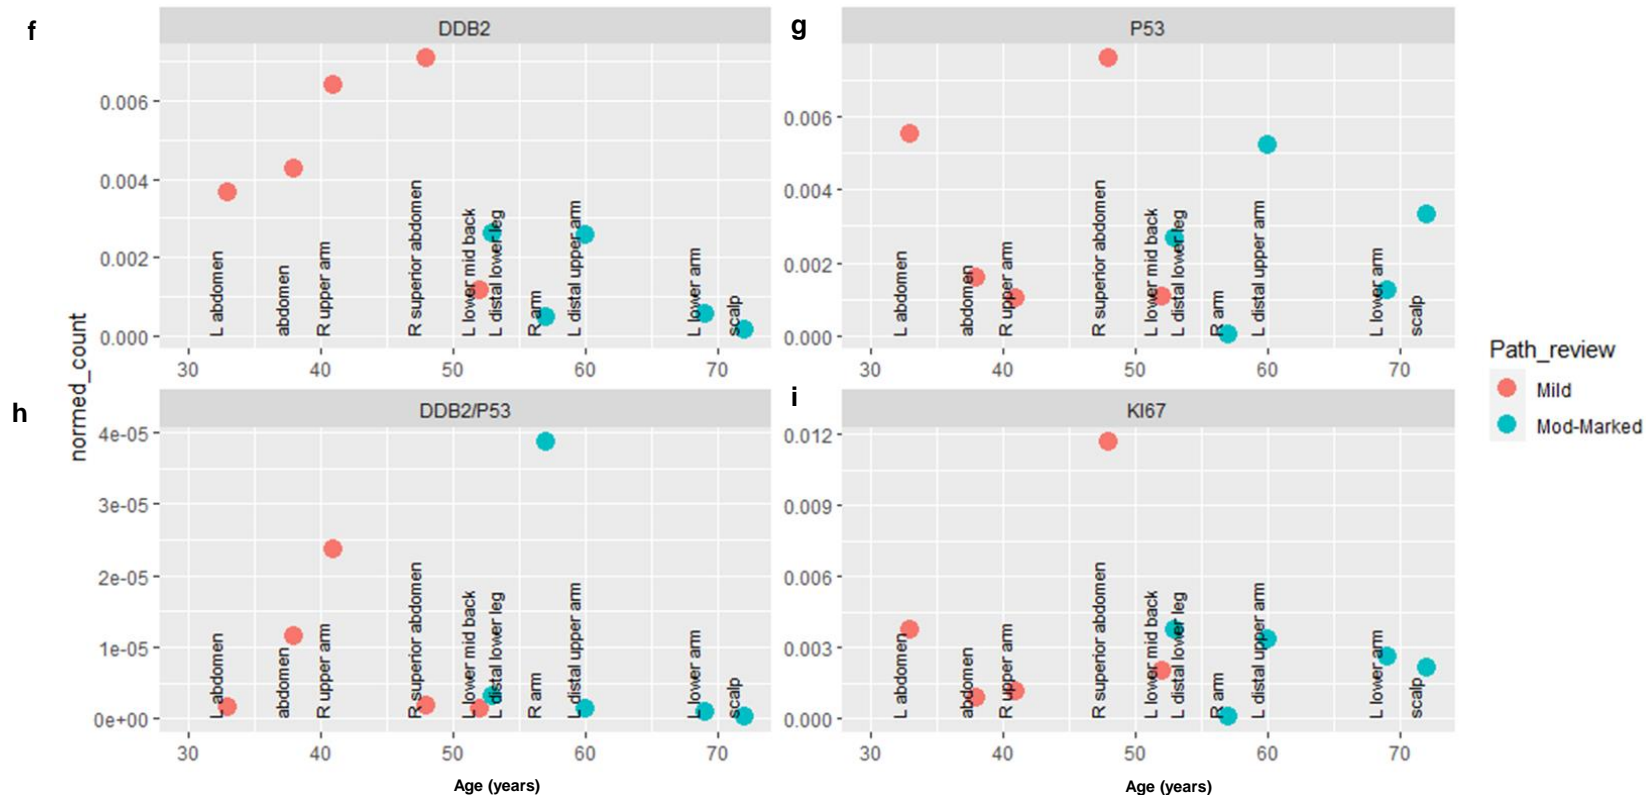 f
DDB2
g
P53
0.006
0.004
0.002
0.000
L abdomen
abdomen
R upper arm
R superior abdomen
L lower mid back
L distal lower leg
R arm
L distal upper arm
L lower arm
scalp
30 40 50 60 70
0.006
0.004
0.002
0.000
L abdomen
abdomen
R upper arm
R superior abdomen
L lower mid back
L distal lower leg
R arm
L distal upper arm
L lower arm
scalp
30 40 50 60 70
normed_count
h
DDB2/P53
i
KI67
4e-05
3e-05
2e-05
1e-05
0e+00
L abdomen
abdomen
R upper arm
R superior abdomen
L lower mid back
L distal lower leg
R arm
L distal upper arm
L lower arm
scalp
30 40 50 60 70
Age (years)
0.012
0.009
0.006
0.003
0.000
L abdomen
abdomen
R upper arm
R superior abdomen
L lower mid back
L distal lower leg
R arm
L distal upper arm
L lower arm
scalp
30 40 50 60 70
Age (years)
Path_review
Mild
Mod-Marked